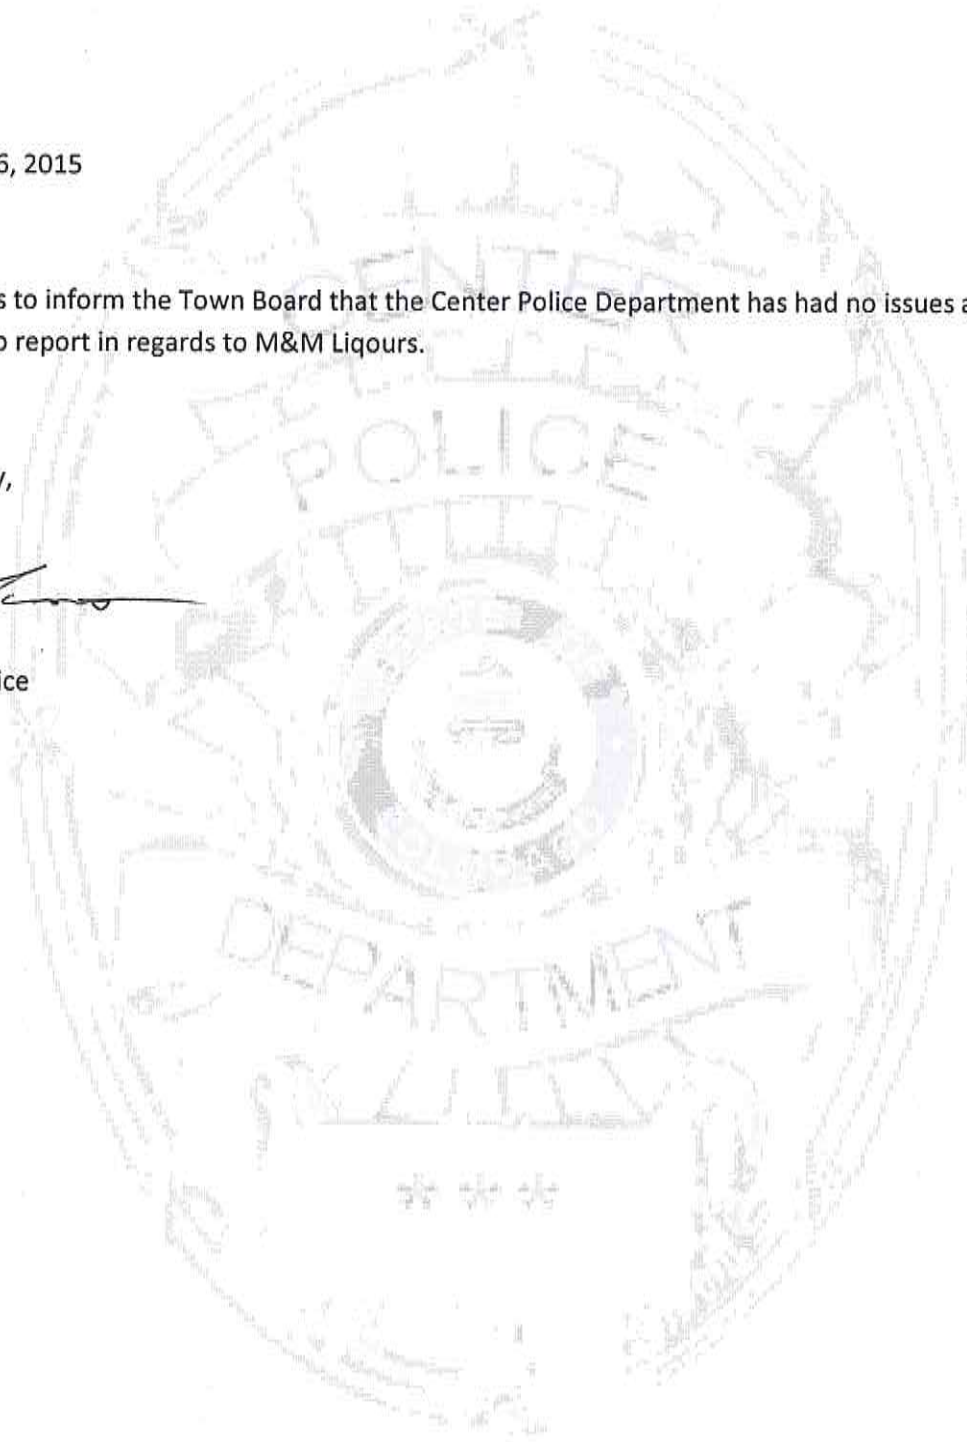 6, 2015
s to inform the Town Board that the Center Police Department has had no issues a
o report in regards to M&M Liqours.
y,
ice
CENTER
POLICE
DEPARTMENT